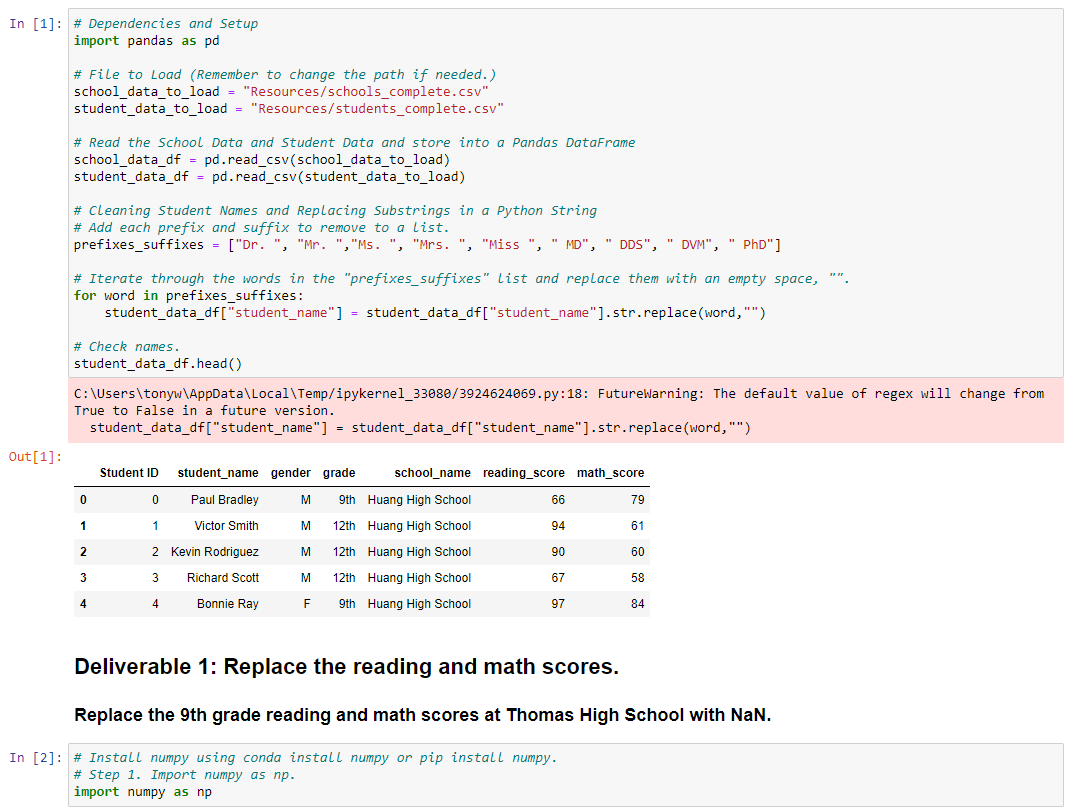 In [1]: # Dependencies and Setup
import pandas as pd
# File to Load (Remember to change the path if needed.)
school_data_to_load = "Resources/schools_complete.csv"
student_data_to_load = "Resources/students_complete.csv"
# Read the School Data and Student Data and store into a Pandas DataFrame
school_data_df = pd.read_csv(school_data_to_load)
student_data_df = pd.read_csv(student_data_to_load)
# Cleaning Student Names and Replacing Substrings in a Python String
# Add each prefix and suffix to remove to a list.
prefixes_suffixes = ["Dr. ", "Mr. ","Ms. ", "Mrs. ", "Miss ", " MD", " DDS", " DVM", " PhD"]
# Iterate through the words in the "prefixes_suffixes" list and replace them with an empty space, "".
for word in prefixes_suffixes:
    student_data_df["student_name"] = student_data_df["student_name"].str.replace(word,"")
# Check names.
student_data_df.head()
C:\Users\tonyw\AppData\Local\Temp/ipykernel_33080/3924624069.py:18: FutureWarning: The default value of regex will change from
True to False in a future version.
  student_data_df["student_name"] = student_data_df["student_name"].str.replace(word,"")
Out[1]:
Student ID student_name gender grade school_name reading_score math_score
0 0 Paul Bradley M 9th Huang High School 66 79
1 1 Victor Smith M 12th Huang High School 94 61
2 2 Kevin Rodriguez M 12th Huang High School 90 60
3 3 Richard Scott M 12th Huang High School 67 58
4 4 Bonnie Ray F 9th Huang High School 97 84
Deliverable 1: Replace the reading and math scores.
Replace the 9th grade reading and math scores at Thomas High School with NaN.
In [2]: # Install numpy using conda install numpy or pip install numpy.
# Step 1. Import numpy as np.
import numpy as np